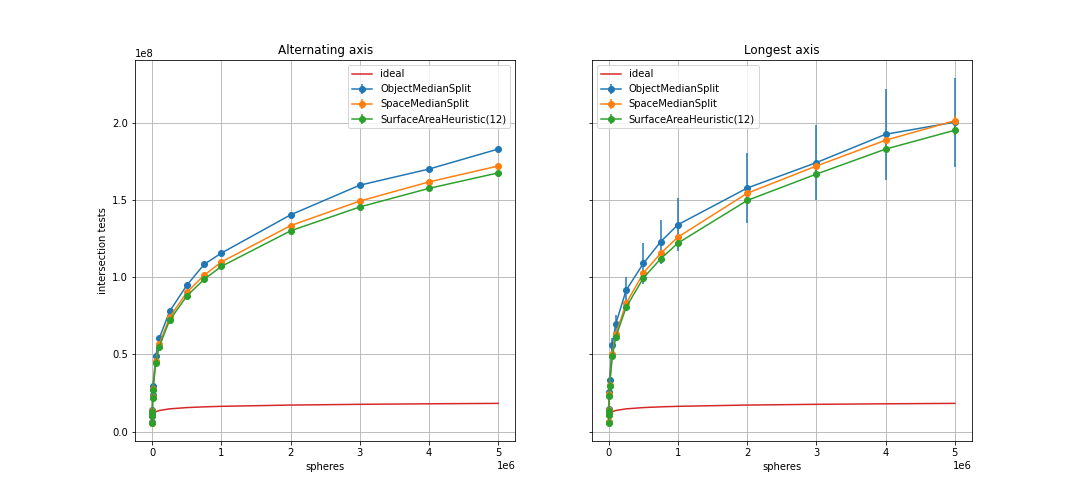 Alternating axis
1e8
ideal
ObjectMedianSplit
SpaceMedianSplit
SurfaceAreaHeuristic(12)
2.0
1.5
1.0
0.5
0.0
intersection tests
0 1 2 3 4 5
1e6
spheres
Longest axis
ideal
ObjectMedianSplit
SpaceMedianSplit
SurfaceAreaHeuristic(12)
0 1 2 3 4 5
1e6
spheres